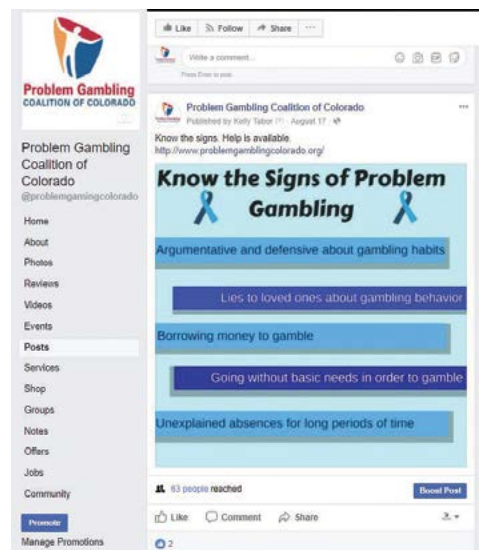 Problem Gambling
COALITION OF COLORADO
Problem Gambling
Coalition of
Colorado
@problemgamingcolorado
Home
About
Photos
Reviews
Videos
Events
Posts
Services
Shop
Groups
Notes
Offers
Jobs
Community
Promote
Manage Promotions
Like Follow Share ...
Write a comment...
Press Enter to post.
Problem Gambling Coalition of Colorado
Published by Kelly Tabor · August 17 ·
Know the signs. Help is available.
http://www.problemgamblingcolorado.org/
Know the Signs of Problem
Gambling
Argumentative and defensive about gambling habits
Lies to loved ones about gambling behavior
Borrowing money to gamble
Going without basic needs in order to gamble
Unexplained absences for long periods of time
63 people reached
Boost Post
Like Comment Share
2